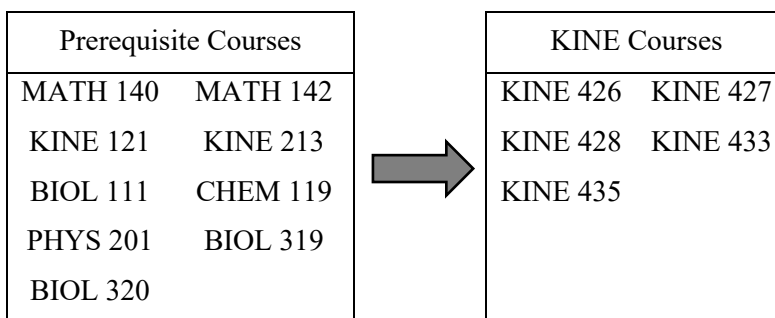 Prerequisite Courses
MATH 140 MATH 142
KINE 121 KINE 213
BIOL 111 CHEM 119
PHYS 201 BIOL 319
BIOL 320
KINE Courses
KINE 426 KINE 427
KINE 428 KINE 433
KINE 435